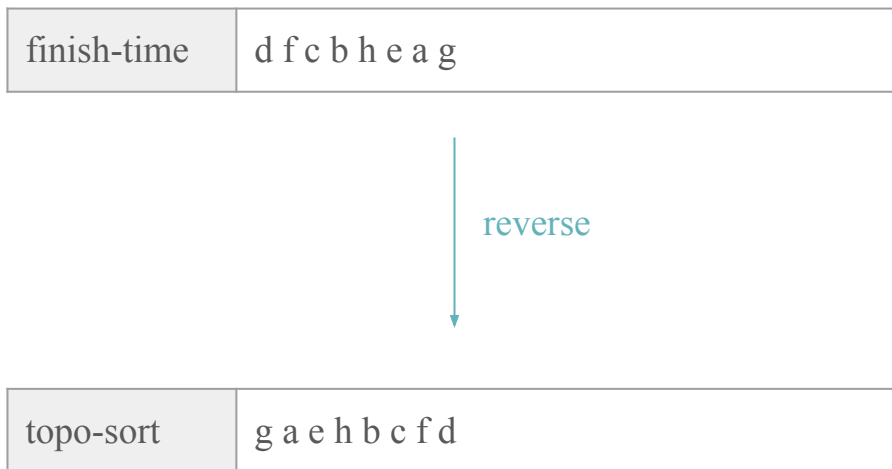 finish-time d f c b h e a g
reverse
topo-sort g a e h b c f d